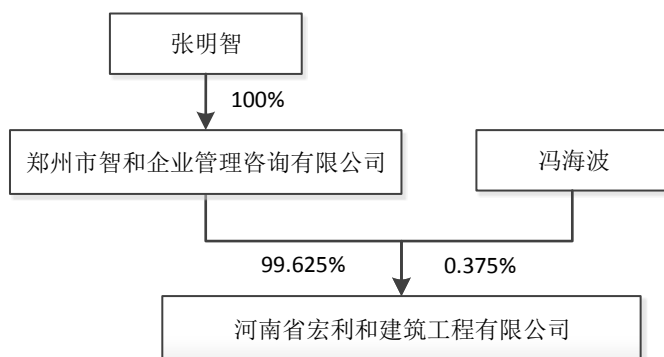 张明智
100%
郑州市智和企业管理咨询有限公司
冯海波
99.625%
0.375%
河南省宏利和建筑工程有限公司